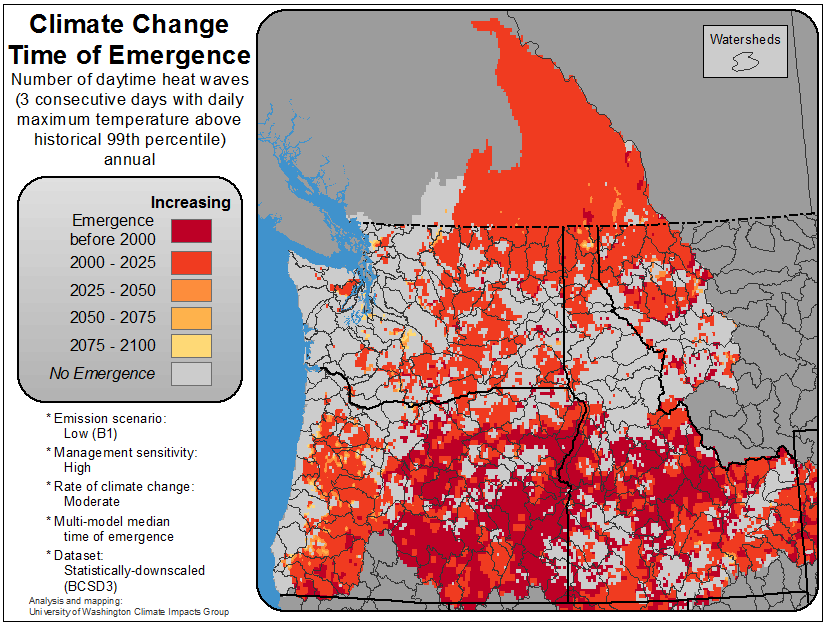 Climate Change
Time of Emergence
Number of daytime heat waves
(3 consecutive days with daily
maximum temperature above
historical 99th percentile)
annual
Increasing
Emergence
before 2000
2000 - 2025
2025 - 2050
2050 - 2075
2075 - 2100
No Emergence
* Emission scenario:
Low (B1)
* Management sensitivity:
High
* Rate of climate change:
Moderate
* Multi-model median
time of emergence
* Dataset:
Statistically-downscaled
(BCSD3)
Analysis and mapping:
University of Washington Climate Impacts Group
Watersheds